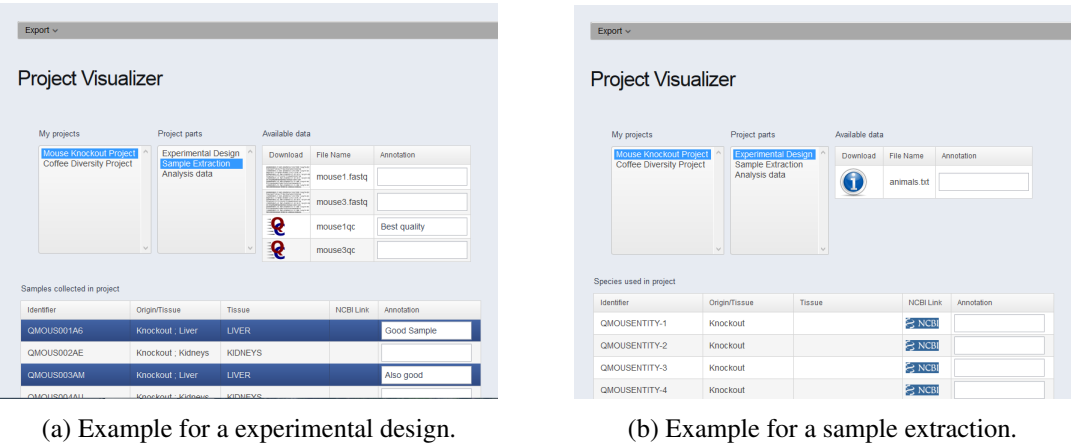 Export
Project Visualizer
My projects Project parts Available data
Mouse Knockout Project
Coffee Diversity Project
Experimental Design
Sample Extraction
Analysis data
Download File Name Annotation
mouse1.fastq
mouse3.fastq
mouse1qc Best quality
mouse3qc
Samples collected in project
Identifier Origin/Tissue Tissue NCBI Link Annotation
QMOUS001A6 Knockout ; Liver LIVER Good Sample
QMOUS002AE Knockout ; Kidneys KIDNEYS
QMOUS003AM Knockout ; Liver LIVER Also good
QMOUS004AU Knockout ; Kidneys KIDNEYS
(a) Example for a experimental design.
Export
Project Visualizer
My projects Project parts Available data
Mouse Knockout Project
Coffee Diversity Project
Experimental Design
Sample Extraction
Analysis data
Download File Name Annotation
animals.txt
Species used in project
Identifier Origin/Tissue Tissue NCBI Link Annotation
QMOUSENTITY-1 Knockout NCBI
QMOUSENTITY-2 Knockout NCBI
QMOUSENTITY-3 Knockout NCBI
QMOUSENTITY-4 Knockout NCBI
(b) Example for a sample extraction.